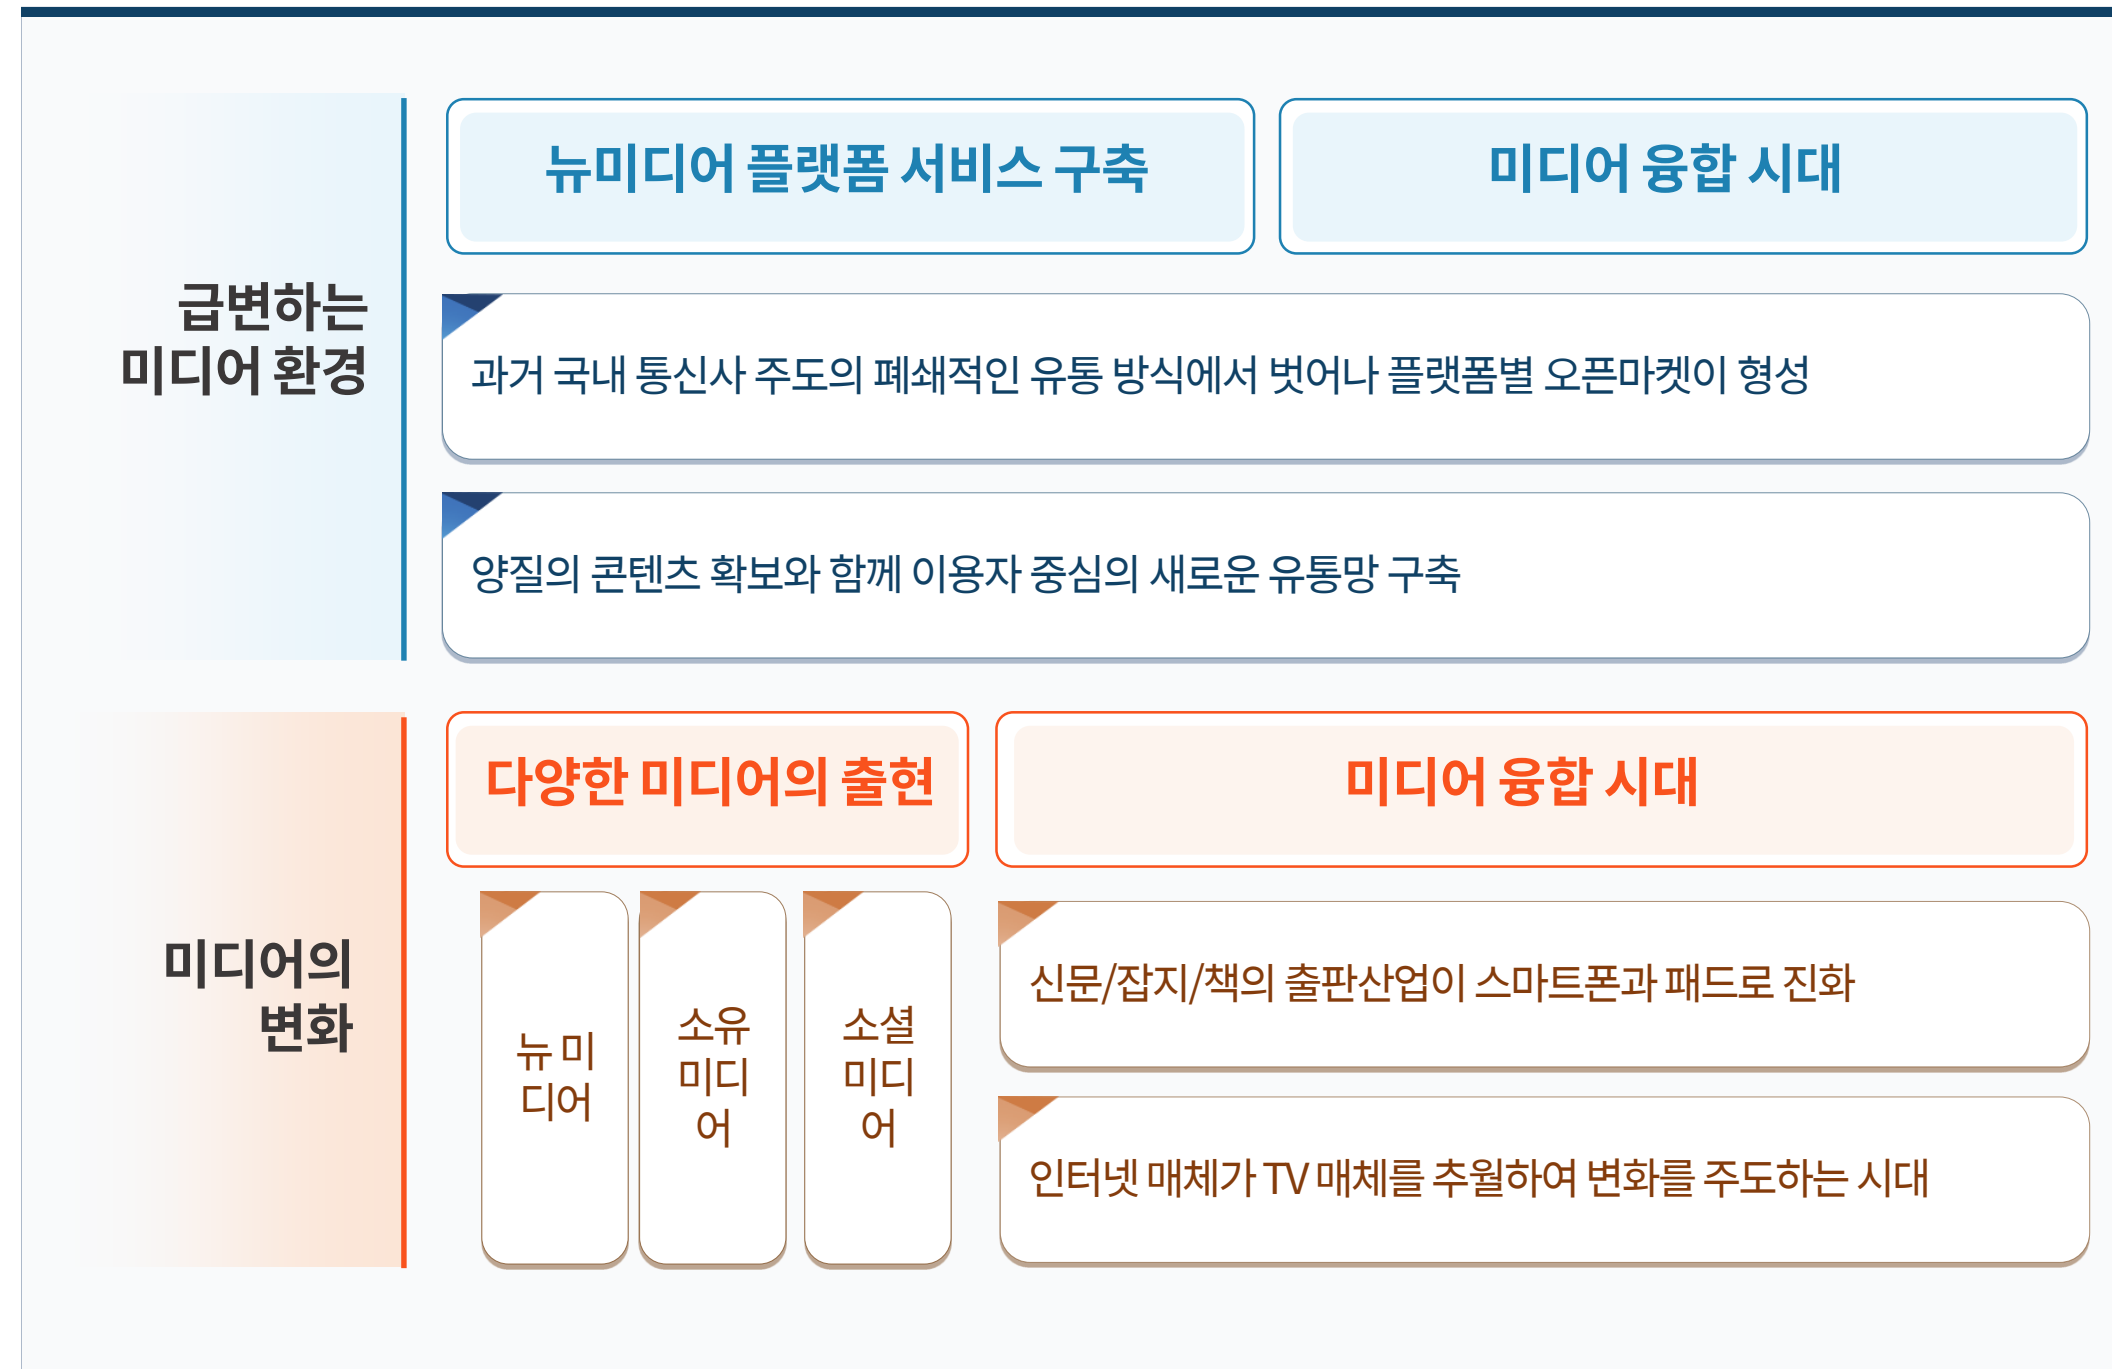 급변하는
미디어 환경
뉴미디어 플랫폼 서비스 구축
미디어 융합 시대
과거 국내 통신사 주도의 폐쇄적인 유통 방식에서 벗어나 플랫폼별 오픈마켓이 형성
양질의 콘텐츠 확보와 함께 이용자 중심의 새로운 유통망 구축
미디어의
변화
다양한 미디어의 출현
미디어 융합 시대
뉴 미
디어
소유
미디
어
소셜
미디
어
신문/잡지/책의 출판산업이 스마트폰과 패드로 진화
인터넷 매체가 TV 매체를 추월하여 변화를 주도하는 시대